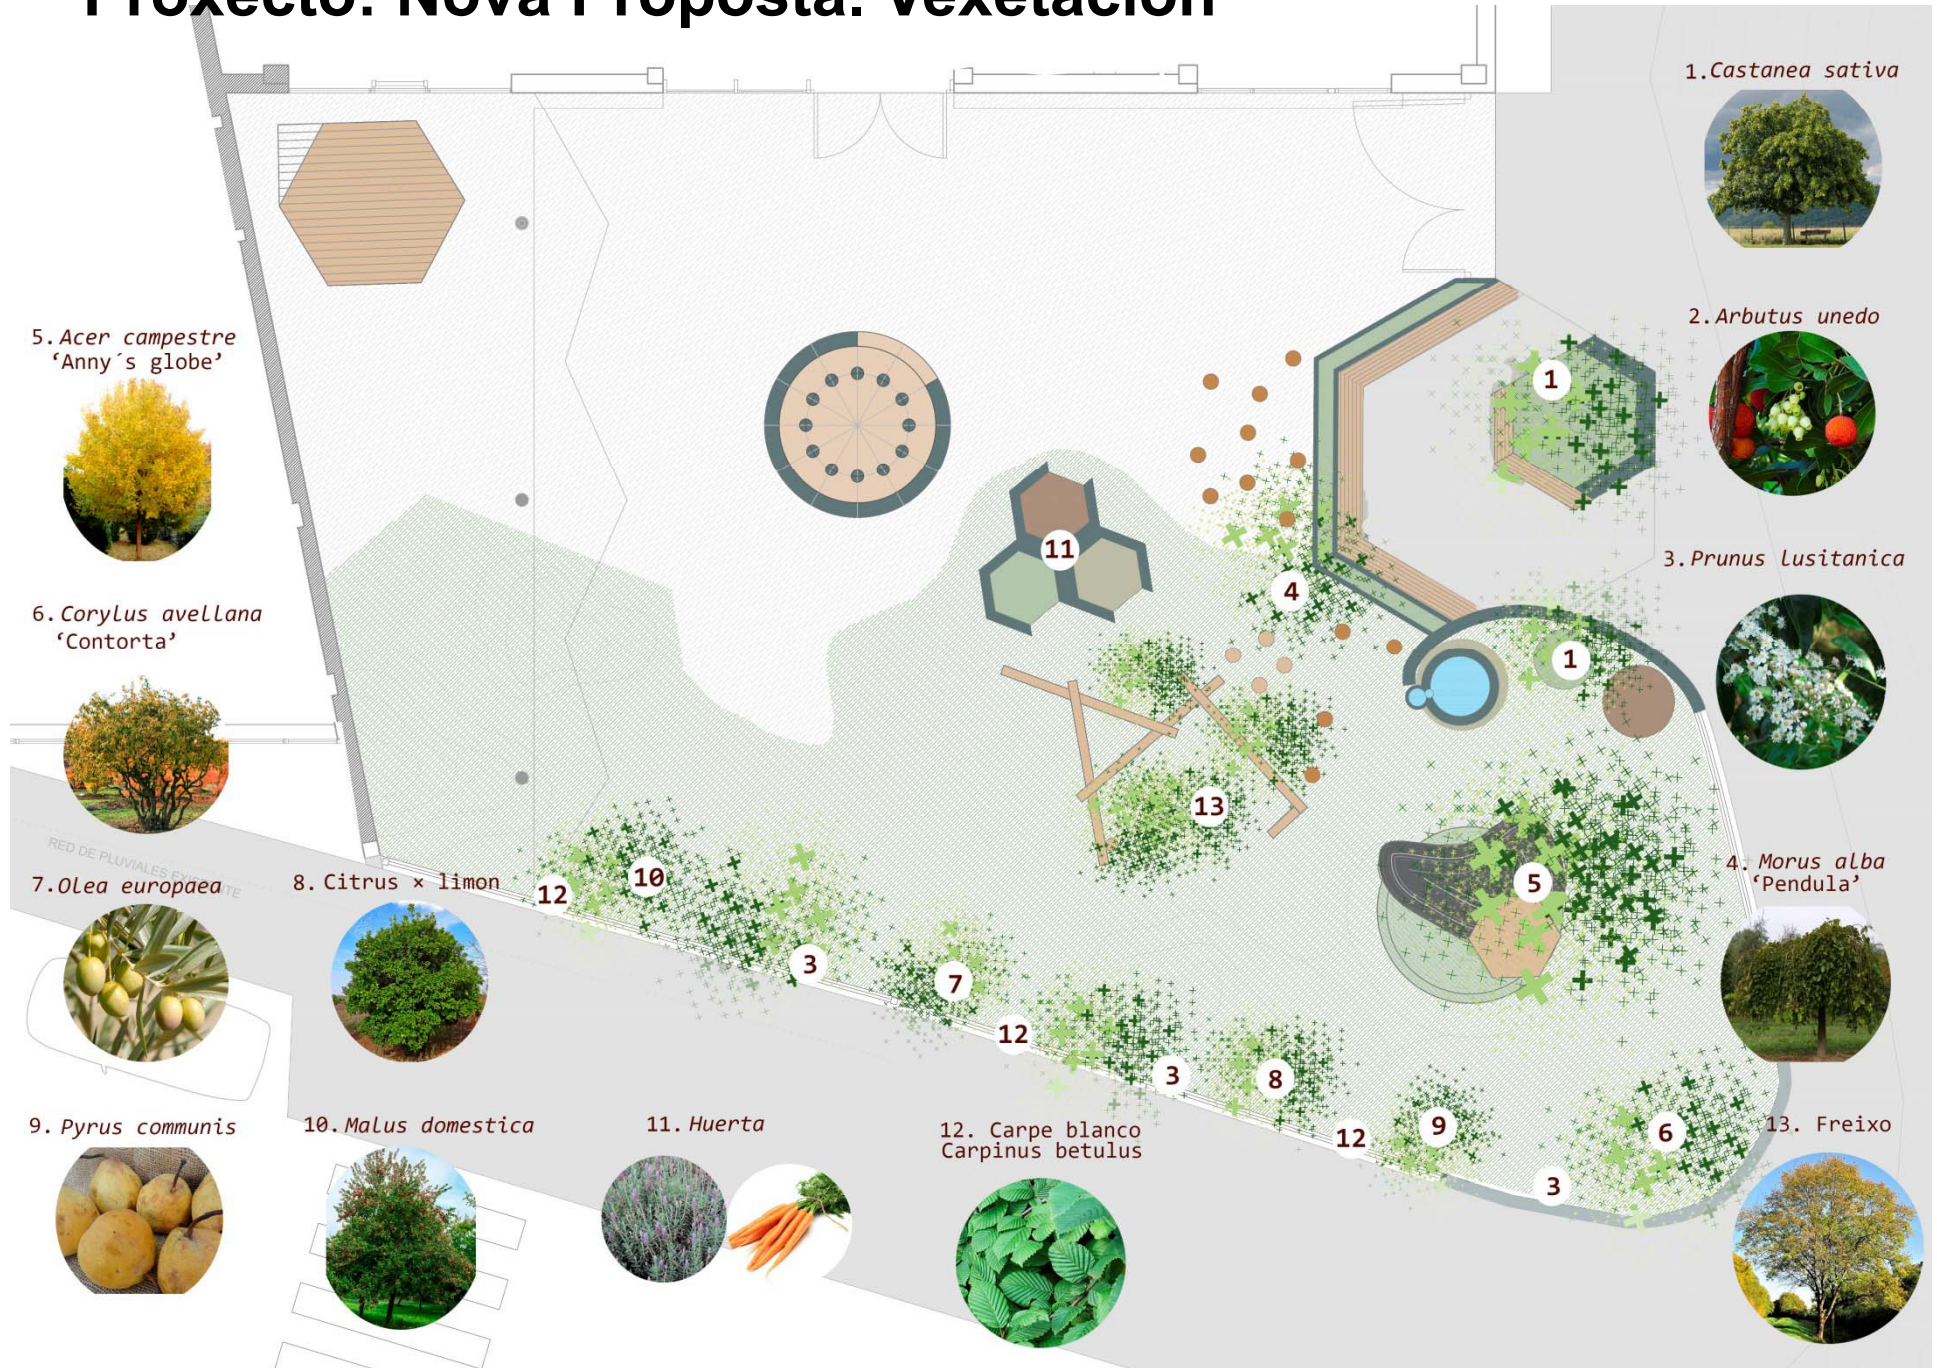 Proxecto: Nova Proposta. Vexetación
1. Castanea sativa
2. Arbutus unedo
3. Prunus lusitanica
4. Morus alba
‘Pendula’
5. Acer campestre
‘Anny´s globe’
6. Corylus avellana
‘Contorta’
RED DE PLUVIALES EXISTENTE
7. Olea europaea
8. Citrus × limon
9. Pyrus communis
10. Malus domestica
11. Huerta
12. Carpe blanco
Carpinus betulus
13. Freixo
1
11
4
1
13
5
10
12
3
7
12
3
8
12
9
3
6